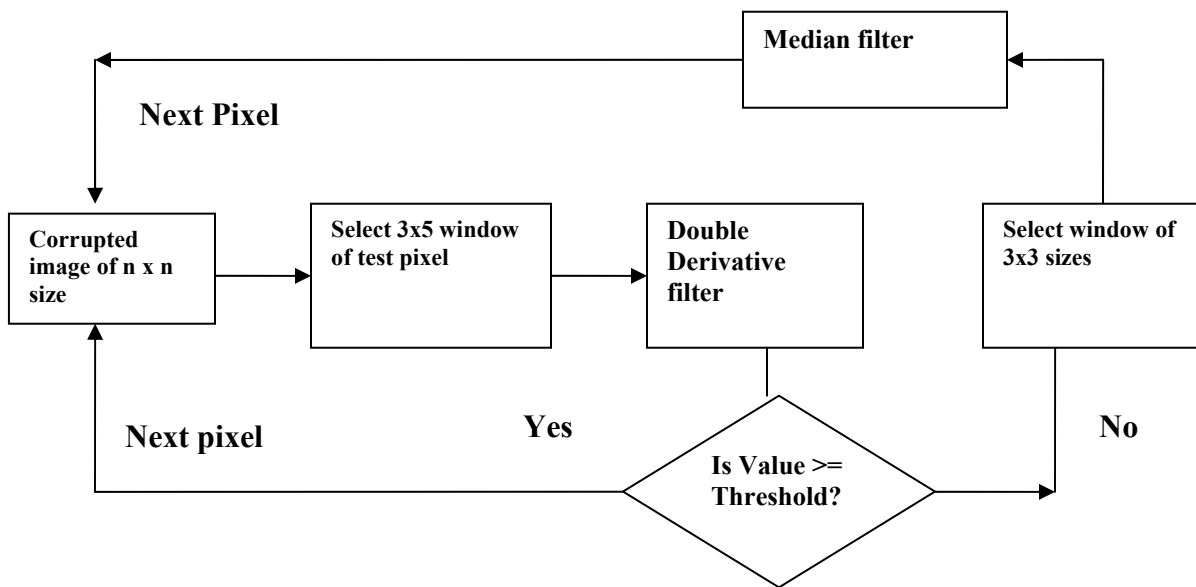 Median filter
Next Pixel
Corrupted
image of n x n
size
Select 3x5 window
of test pixel
Double
Derivative
filter
Select window of
3x3 sizes
Next pixel
Yes
No
Is Value >=
Threshold?